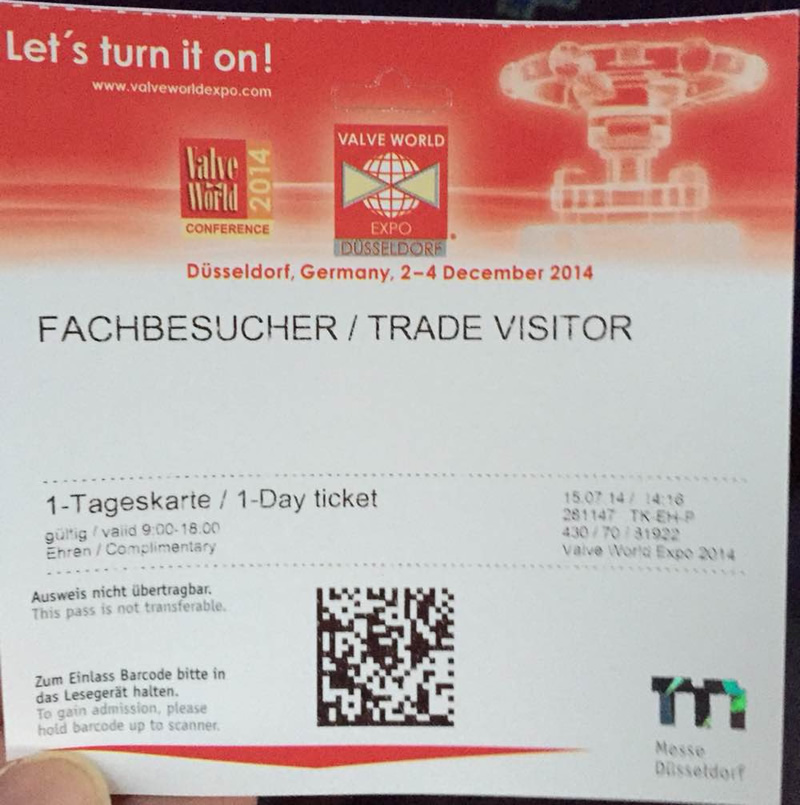 Let´s turn it on!
www.valveworldexpo.com
Valve
World
2014
CONFERENCE
VALVE WORLD
EXPO
DÜSSELDORF
Düsseldorf, Germany, 2–4 December 2014
FACHBESUCHER / TRADE VISITOR
1-Tageskarte / 1-Day ticket
gültig / valid 9:00-18:00
Ehren / Complimentary
15.07.14 / 14:16
281147 TK-EH-P
430 / 70 / 31922
Valve World Expo 2014
Ausweis nicht übertragbar.
This pass is not transferable.
Zum Einlass Barcode bitte in
das Lesegerät halten.
To gain admission, please
hold barcode up to scanner.
Messe
Düsseldorf